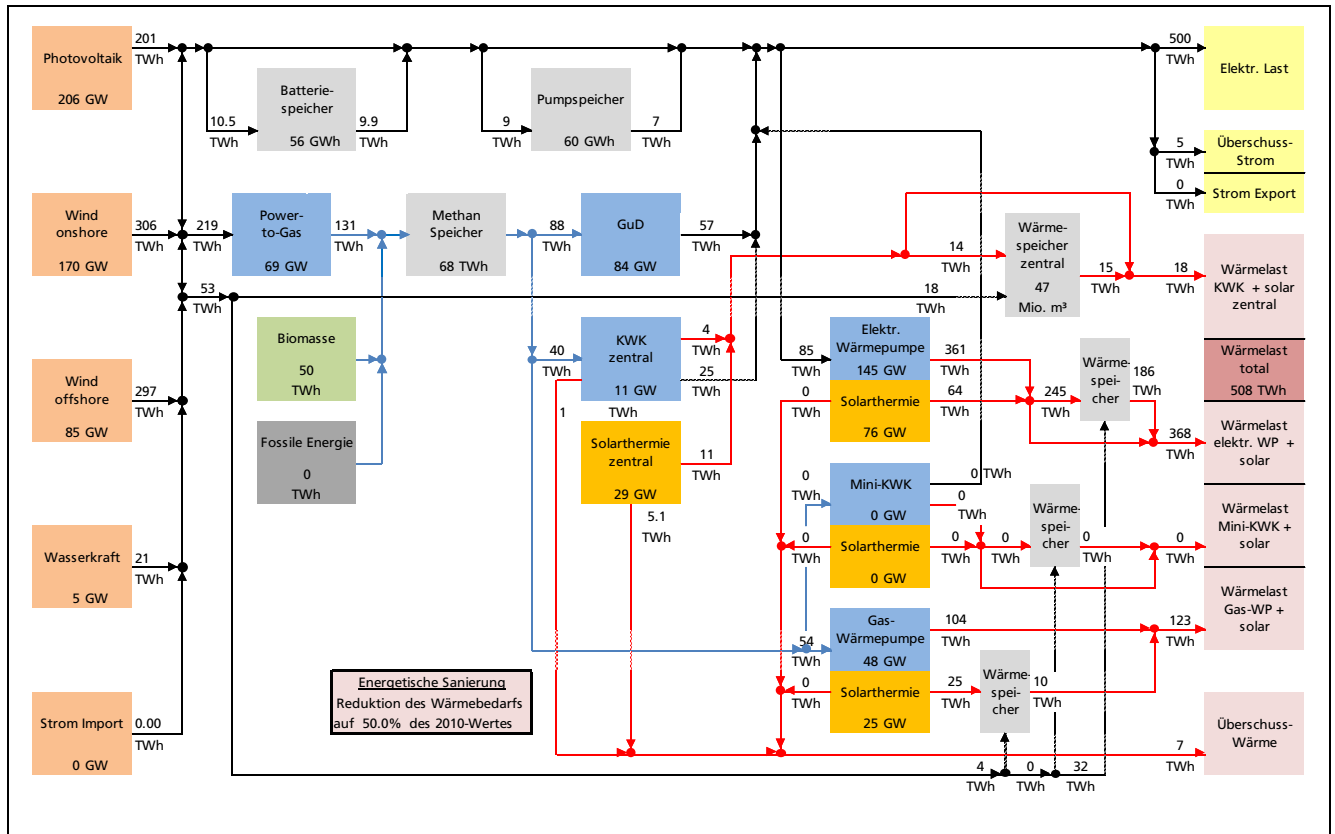 Photovoltaik
206 GW
201
TWh
Batterie-
speicher
56 GWh
10.5
TWh
9.9
TWh
Pumpspeicher
60 GWh
9
TWh
7
TWh
500
TWh
Elektr. Last
5
TWh
Überschuss-
Strom
0
TWh
Strom Export
Wind
onshore
170 GW
306
TWh
219
TWh
Power-
to-Gas
69 GW
131
TWh
Methan
Speicher
68 TWh
88
TWh
GuD
84 GW
57
TWh
14
TWh
Wärme-
speicher
zentral
47
Mio. m³
15
TWh
18
TWh
Wärmelast
KWK + solar
zentral
53
TWh
18
TWh
Biomasse
50
TWh
40
TWh
KWK
zentral
11 GW
TWh
4
TWh
25
TWh
1
85
TWh
Elektr.
Wärmepumpe
145 GW
361
TWh
0
TWh
Solarthermie
76 GW
64
TWh
245
TWh
Wärme-
spei-
cher
186
TWh
Wärmelast
total
508 TWh
368
TWh
Wärmelast
elektr. WP +
solar
Wind
offshore
85 GW
297
TWh
Fossile Energie
0
TWh
Solarthermie
zentral
29 GW
11
TWh
5.1
TWh
0
TWh
Mini-KWK
0 GW
0 TWh
0
TWh
0
TWh
Solarthermie
0 GW
0
TWh
0
TWh
Wärme-
spei-
cher
0
TWh
0
TWh
Wärmelast
Mini-KWK +
solar
Wasserkraft
5 GW
21
TWh
54
TWh
Gas-
Wärmepumpe
48 GW
104
TWh
123
TWh
Wärmelast
Gas-WP +
solar
0
TWh
Solarthermie
25 GW
25
TWh
Wärme-
spei-
cher
10
TWh
Energetische Sanierung
Reduktion des Wärmebedarfs
auf 50.0% des 2010-Wertes
Strom Import
0 GW
0.00
TWh
7
TWh
Überschuss-
Wärme
4
TWh
0
TWh
32
TWh